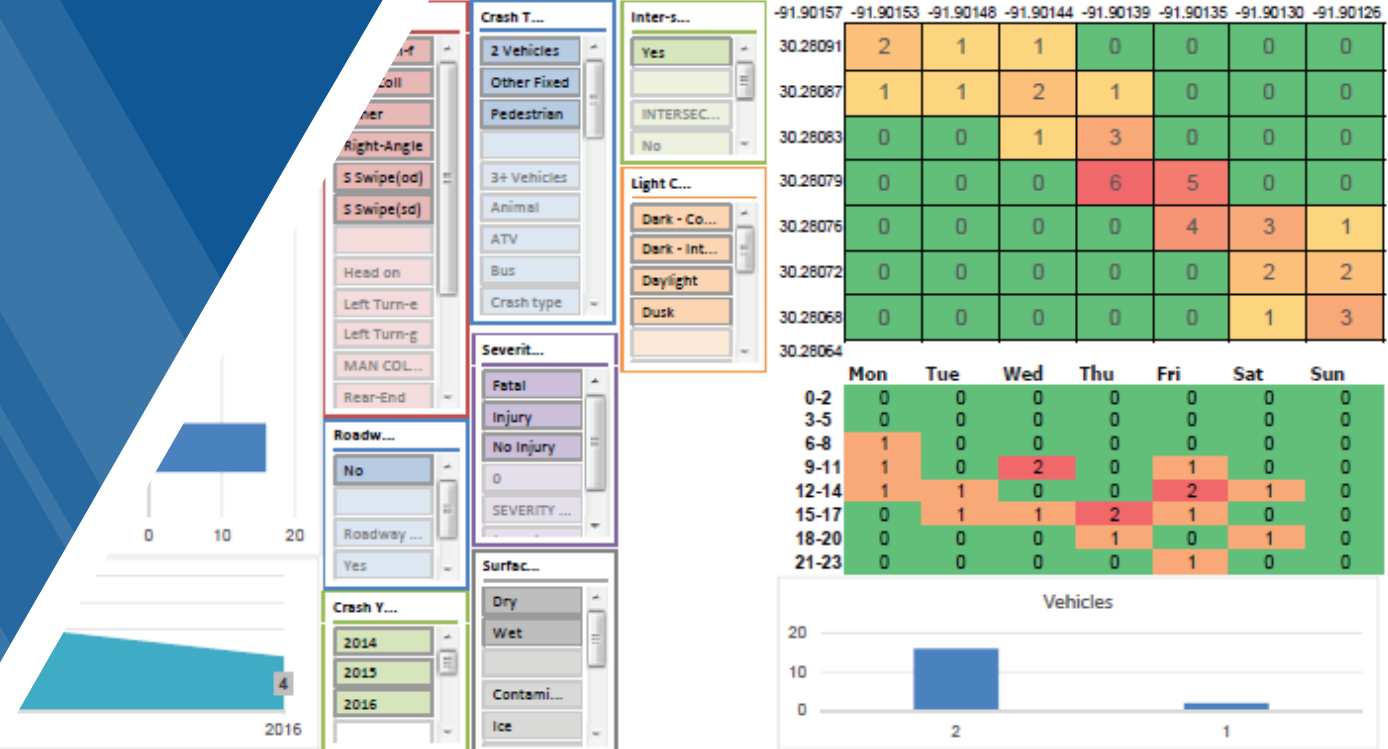 Right-Angle
S Swipe(od)
S Swipe(sd)
Head on
Left Turn-e
Left Turn-g
MAN COL...
Rear-End
Roadw...
No
Roadway ...
Yes
Crash Y...
2014
2015
2016
0 10 20
4
2016
Crash T...
2 Vehicles
Other Fixed
Pedestrian
3+ Vehicles
Animal
ATV
Bus
Crash type
Severit...
Fatal
Injury
No Injury
0
SEVERITY ...
Surfac...
Dry
Wet
Contami...
Ice
Inter-s...
Yes
INTERSEC...
No
Light C...
Dark - Co...
Dark - Int...
Daylight
Dusk
-91.90157 -91.90153 -91.90148 -91.90144 -91.90139 -91.90135 -91.90130 -91.90126
30.28091 2 1 1 0 0 0 0
30.28087 1 1 2 1 0 0 0
30.28083 0 0 1 3 0 0 0
30.28079 0 0 0 6 5 0 0
30.28076 0 0 0 0 4 3 1
30.28072 0 0 0 0 0 2 2
30.28068 0 0 0 0 0 1 3
30.28064
Mon Tue Wed Thu Fri Sat Sun
0-2 0 0 0 0 0 0 0
3-5 0 0 0 0 0 0 0
6-8 1 0 0 0 0 0 0
9-11 1 0 2 0 1 0 0
12-14 1 1 0 0 2 1 0
15-17 0 1 1 2 1 0 0
18-20 0 0 0 1 0 1 0
21-23 0 0 0 0 1 0 0
Vehicles
20
10
0
2 1